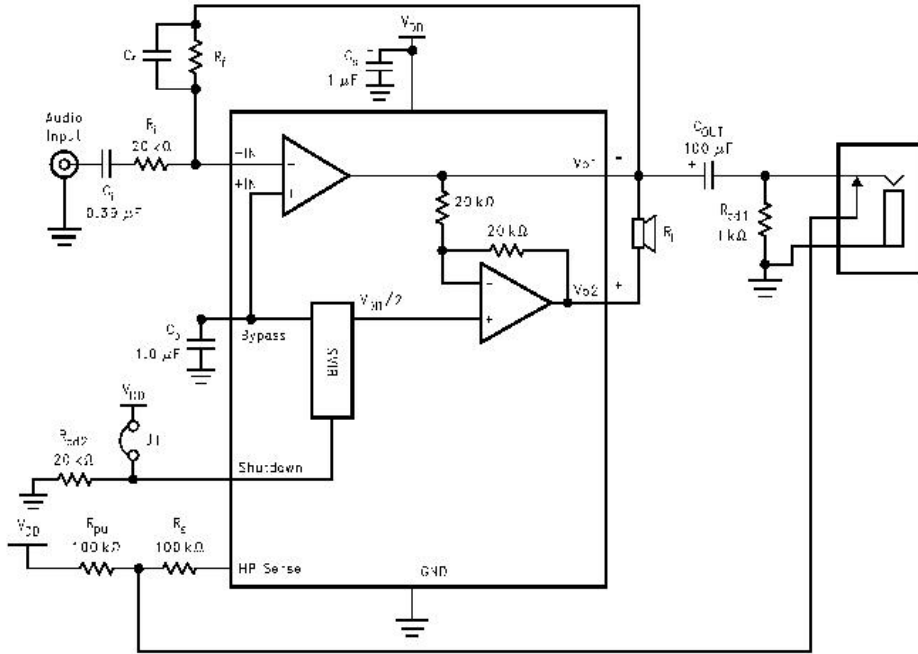 VDD
Rf
CS
1 µF
Audio
Input
Ri
20 kΩ
Ci
0.39 µF
–IN
+IN
Vo1
-
COUT
100 µF
+
20 kΩ
20 kΩ
RL
Rpd1
1 kΩ
Vo2
+
-
+
-
+
VDD/2
Bypass
1.0 µF
BIAS
VDD
J1
Rpd2
20 kΩ
Shutdown
VDD
Rpu
100 kΩ
RS
100 kΩ
HP Sense
GND